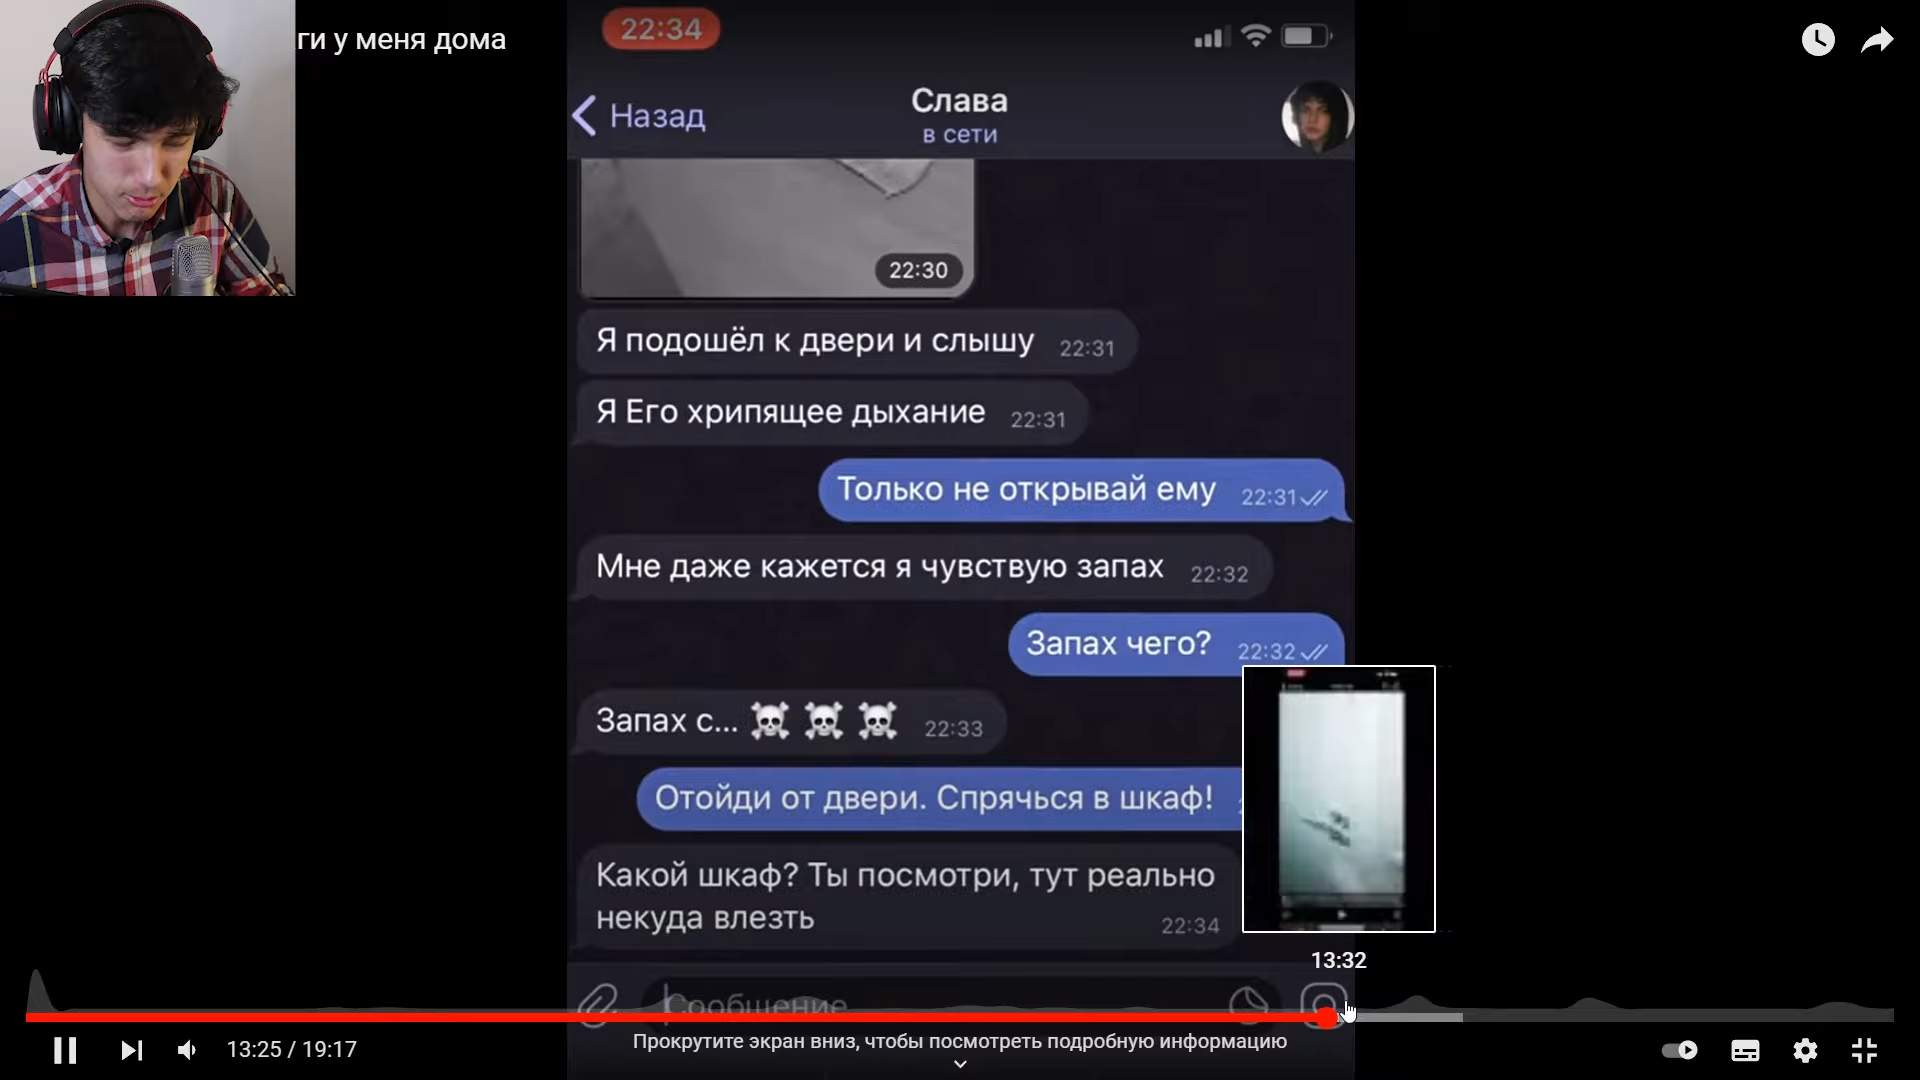 ги у меня дома
22:34
Назад
Слава
в сети
22:30
Я подошёл к двери и слышу 22:31
Я Его хрипящее дыхание 22:31
Только не открывай ему 22:31
Мне даже кажется я чувствую запах 22:32
Запах чего? 22:32
Запах с... ☠️ ☠️ ☠️ 22:33
Отойди от двери. Спрячься в шкаф!
Какой шкаф? Ты посмотри, тут реально
некуда влезть 22:34
13:32
Сообщение
13:25 / 19:17
Прокрутите экран вниз, чтобы посмотреть подробную информацию